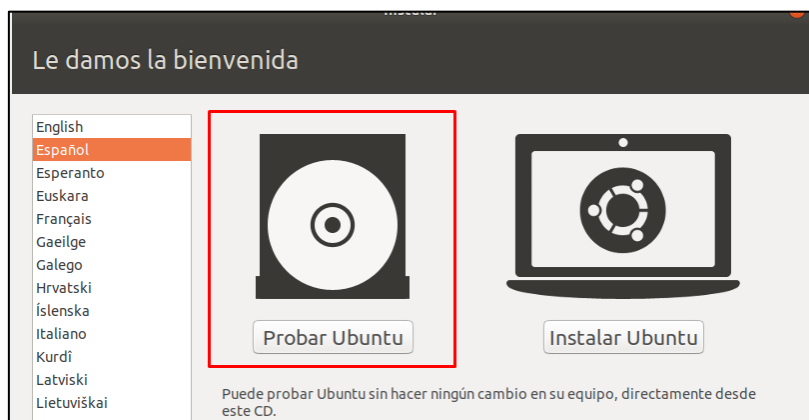 Instalar
Le damos la bienvenida
English
Español
Esperanto
Euskara
Français
Gaeilge
Galego
Hrvatski
Íslenska
Italiano
Kurdî
Latviski
Lietuviškai
Probar Ubuntu
Instalar Ubuntu
Puede probar Ubuntu sin hacer ningún cambio en su equipo, directamente desde
este CD.